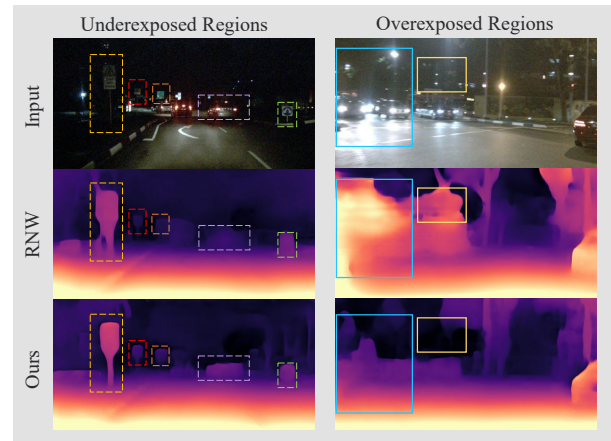 Underexposed Regions
Overexposed Regions
Input
RNW
Ours